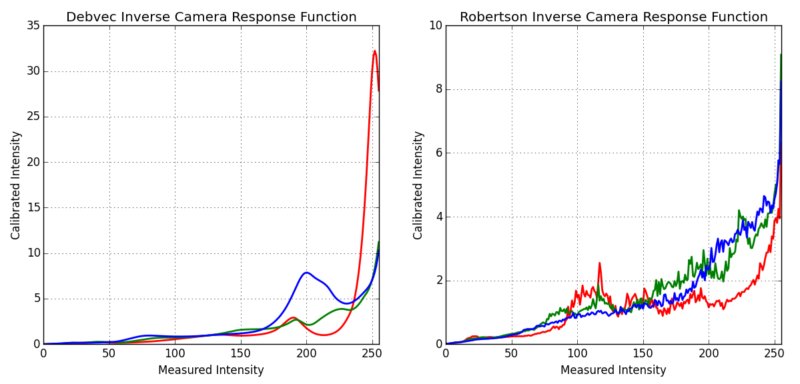 Debvec Inverse Camera Response Function
35
30
25
20
15
10
5
0
Calibrated Intensity
0 50 100 150 200 250
Measured Intensity
Robertson Inverse Camera Response Function
10
8
6
4
2
0
Calibrated Intensity
0 50 100 150 200 250
Measured Intensity